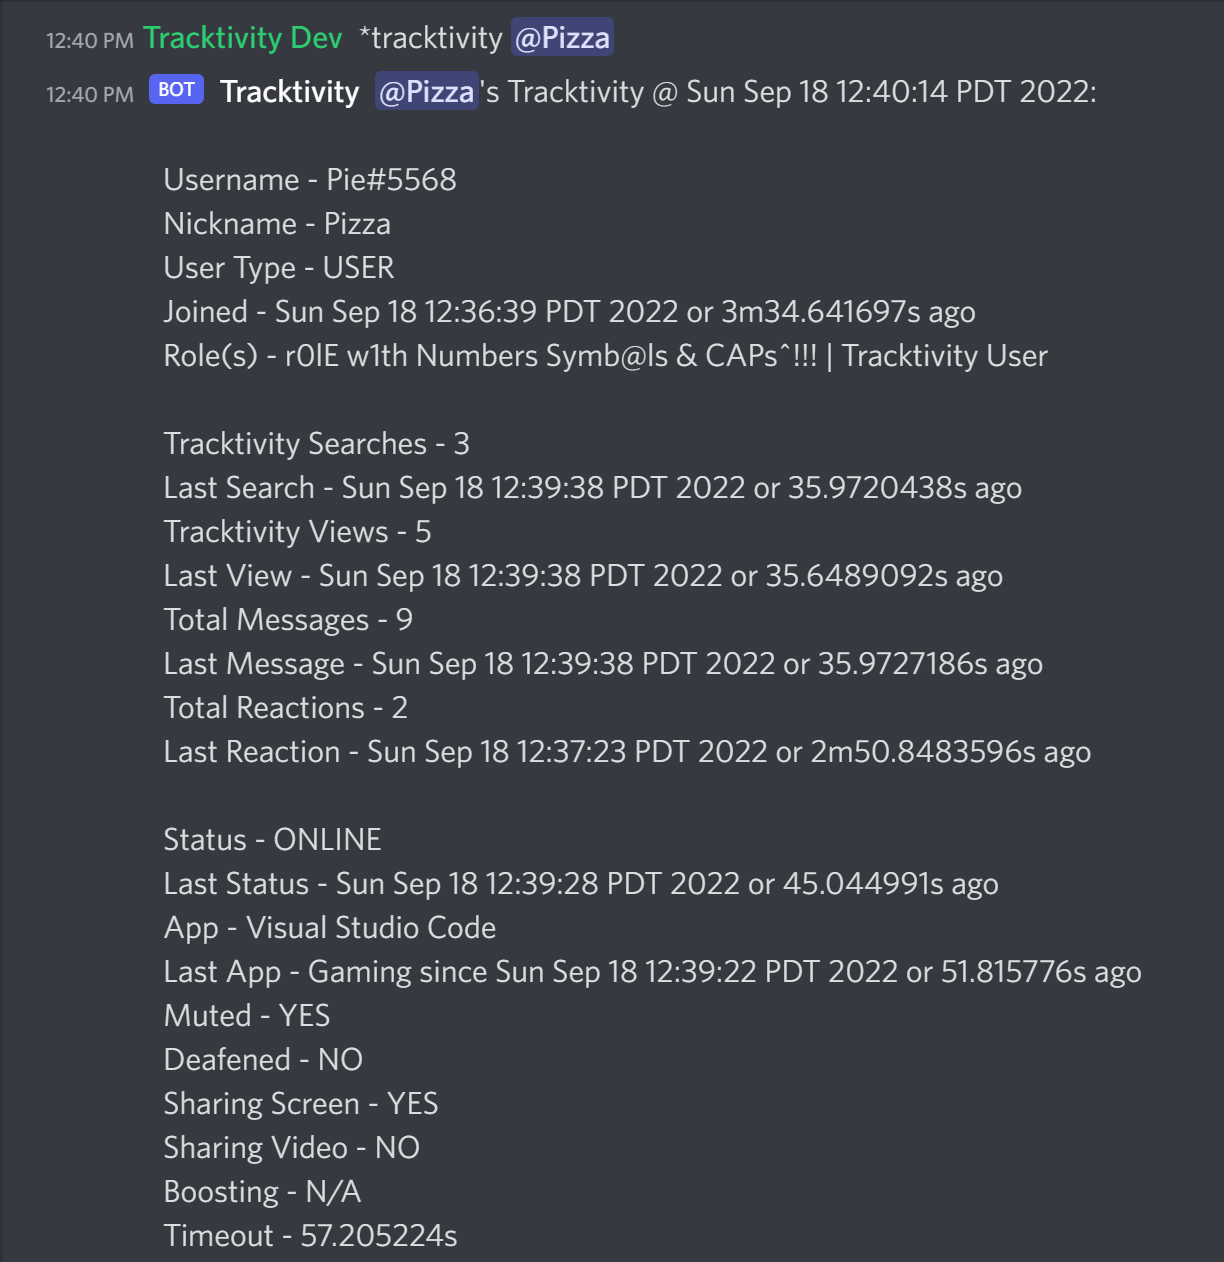 12:40 PM Tracktivity Dev *tracktivity @Pizza
12:40 PM BOT Tracktivity @Pizza's Tracktivity @ Sun Sep 18 12:40:14 PDT 2022:
Username - Pie#5568
Nickname - Pizza
User Type - USER
Joined - Sun Sep 18 12:36:39 PDT 2022 or 3m34.641697s ago
Role(s) - r0lE w1th Numbers Symb@ls & CAPs^!!! | Tracktivity User
Tracktivity Searches - 3
Last Search - Sun Sep 18 12:39:38 PDT 2022 or 35.9720438s ago
Tracktivity Views - 5
Last View - Sun Sep 18 12:39:38 PDT 2022 or 35.6489092s ago
Total Messages - 9
Last Message - Sun Sep 18 12:39:38 PDT 2022 or 35.9727186s ago
Total Reactions - 2
Last Reaction - Sun Sep 18 12:37:23 PDT 2022 or 2m50.8483596s ago
Status - ONLINE
Last Status - Sun Sep 18 12:39:28 PDT 2022 or 45.044991s ago
App - Visual Studio Code
Last App - Gaming since Sun Sep 18 12:39:22 PDT 2022 or 51.815776s ago
Muted - YES
Deafened - NO
Sharing Screen - YES
Sharing Video - NO
Boosting - N/A
Timeout - 57.205224s